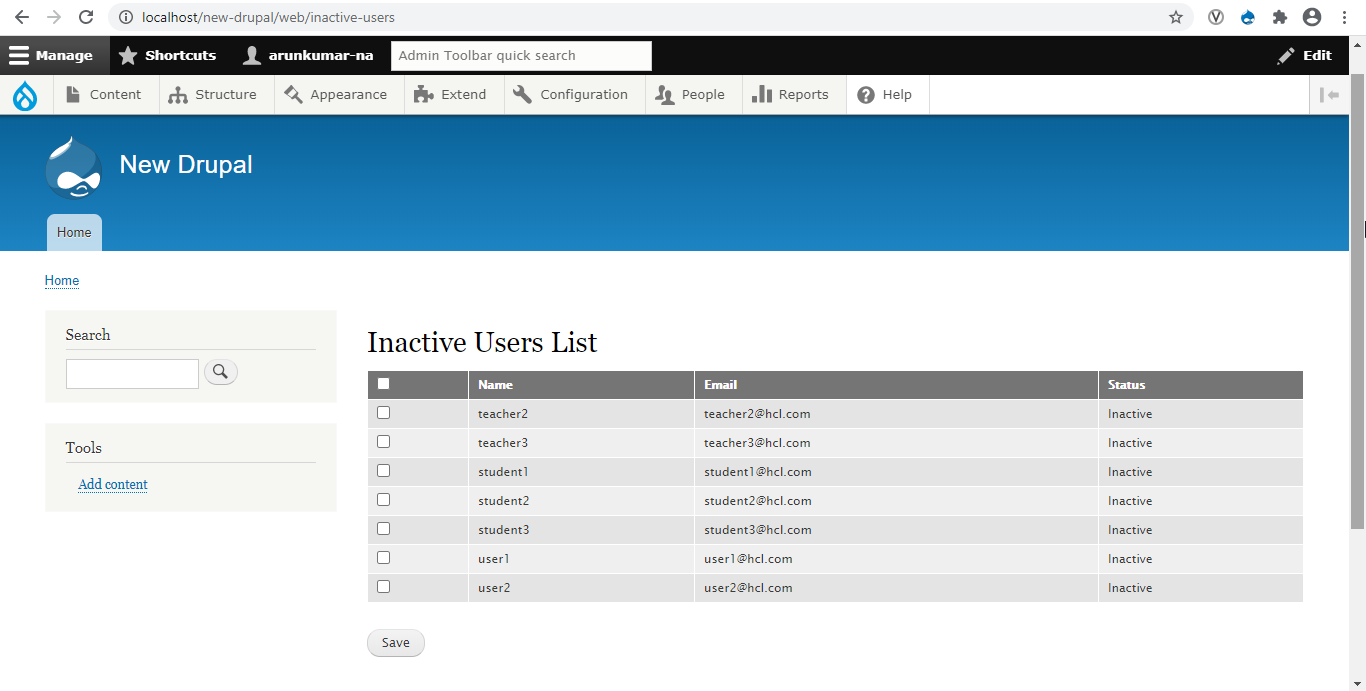 localhost/new-drupal/web/inactive-users
Manage Shortcuts arunkumar-na Admin Toolbar quick search Edit
Content Structure Appearance Extend Configuration People Reports Help
New Drupal
Home
Home
Search
Tools
Add content
Inactive Users List
Name Email Status
teacher2 teacher2@hcl.com Inactive
teacher3 teacher3@hcl.com Inactive
student1 student1@hcl.com Inactive
student2 student2@hcl.com Inactive
student3 student3@hcl.com Inactive
user1 user1@hcl.com Inactive
user2 user2@hcl.com Inactive
Save